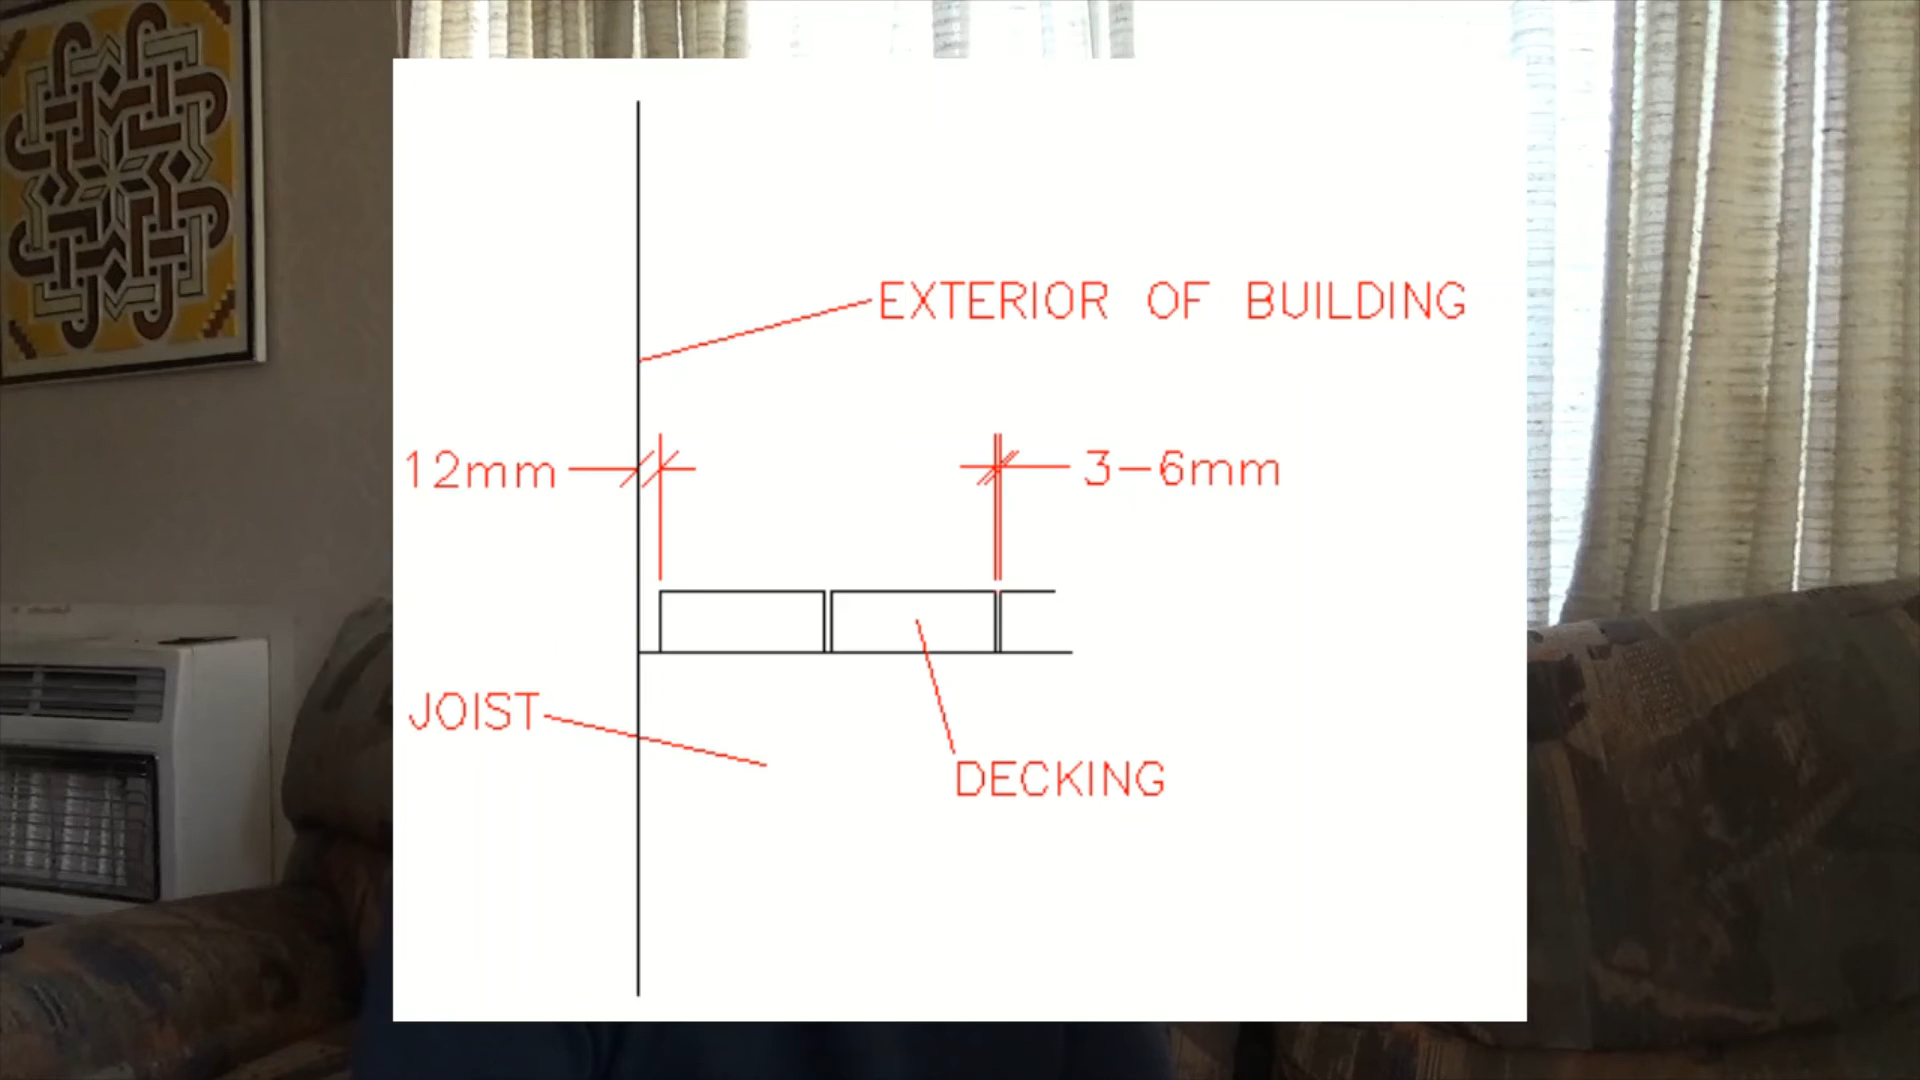 EXTERIOR OF BUILDING
12mm
3-6mm
JOIST
DECKING